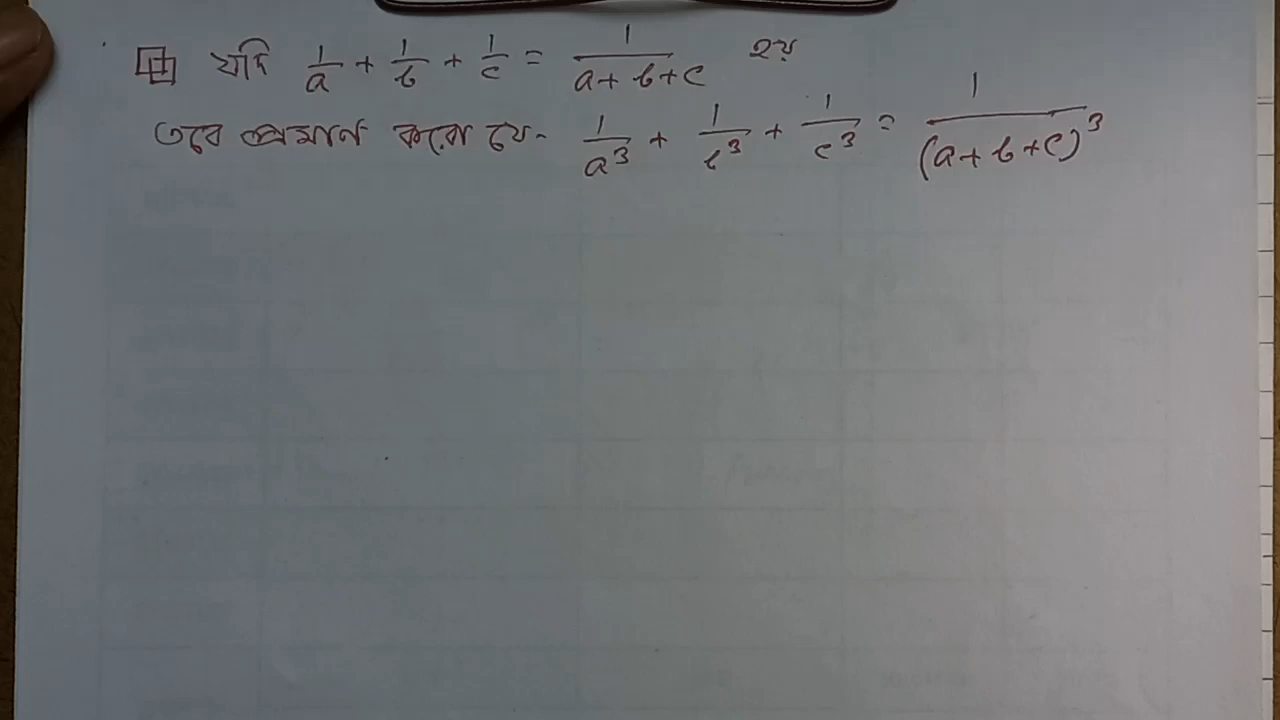 যদি 1/a + 1/b + 1/c = 1/(a+b+c) হয়
তবে প্রমান করো যে- 1/a³ + 1/b³ + 1/c³ = 1/(a+b+c)³